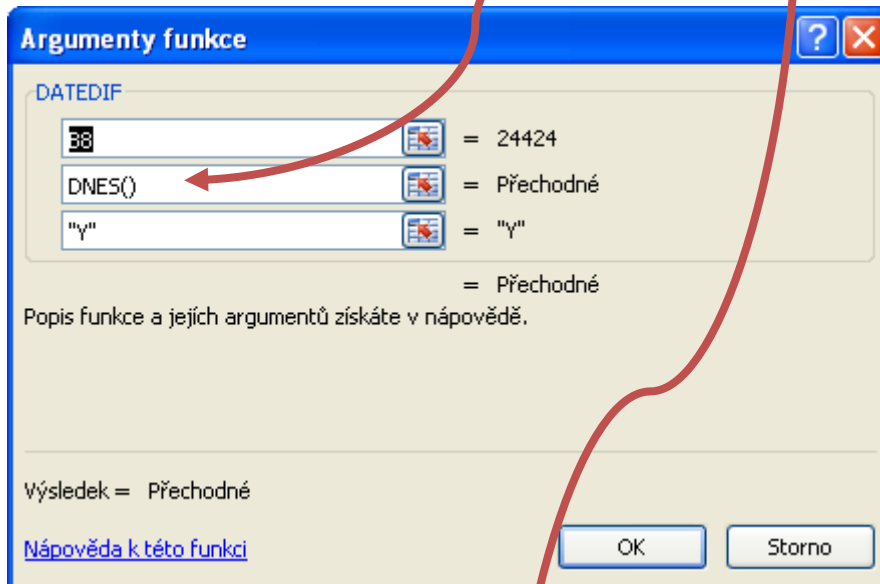 Argumenty funkce
DATEDIF
38 = 24424
DNES() = Přechodné
"Y" = "Y"
= Přechodné
Popis funkce a jejích argumentů získáte v nápovědě.
Výsledek = Přechodné
Nápověda k této funkci OK Storno